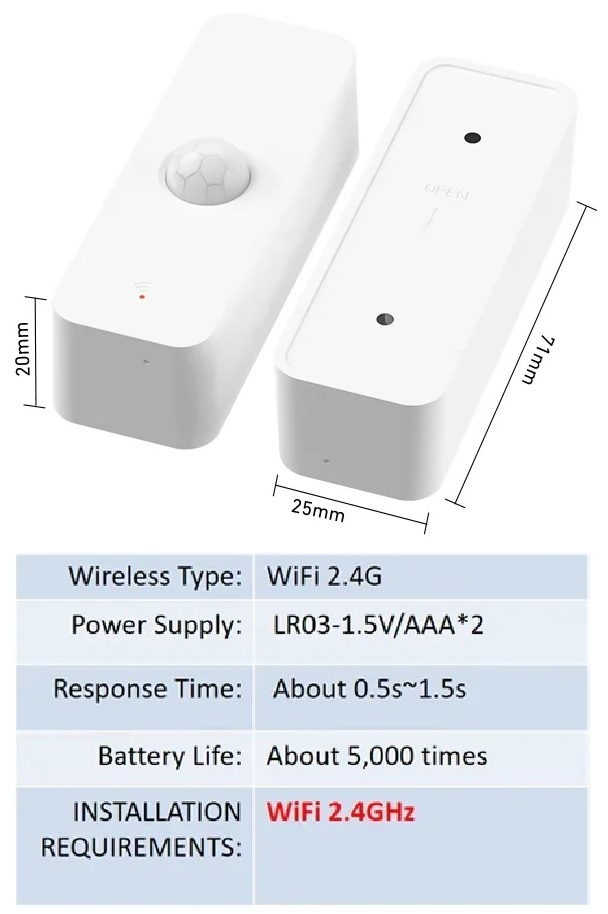 OPEN
20mm
71mm
25mm
Wireless Type: WiFi 2.4G
Power Supply: LR03-1.5V/AAA*2
Response Time: About 0.5s~1.5s
Battery Life: About 5,000 times
INSTALLATION WiFi 2.4GHz
REQUIREMENTS: